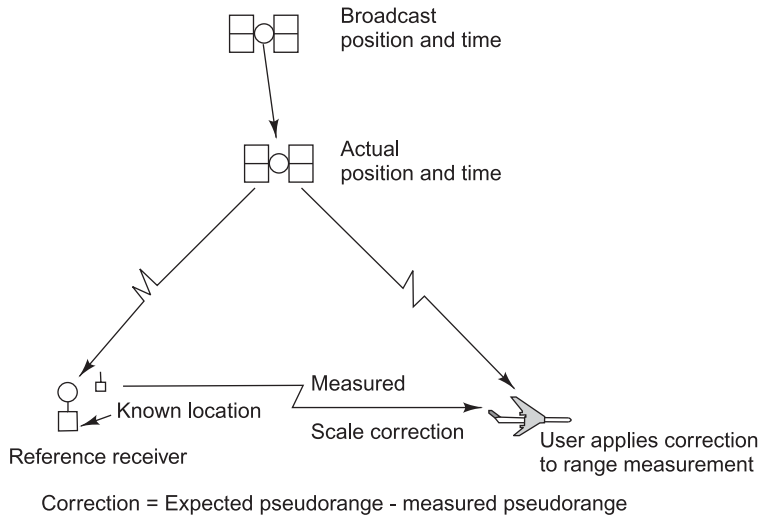 Broadcast
position and time
Actual
position and time
Measured
Known location
Scale correction
Reference receiver
User applies correction
to range measurement
Correction = Expected pseudorange - measured pseudorange